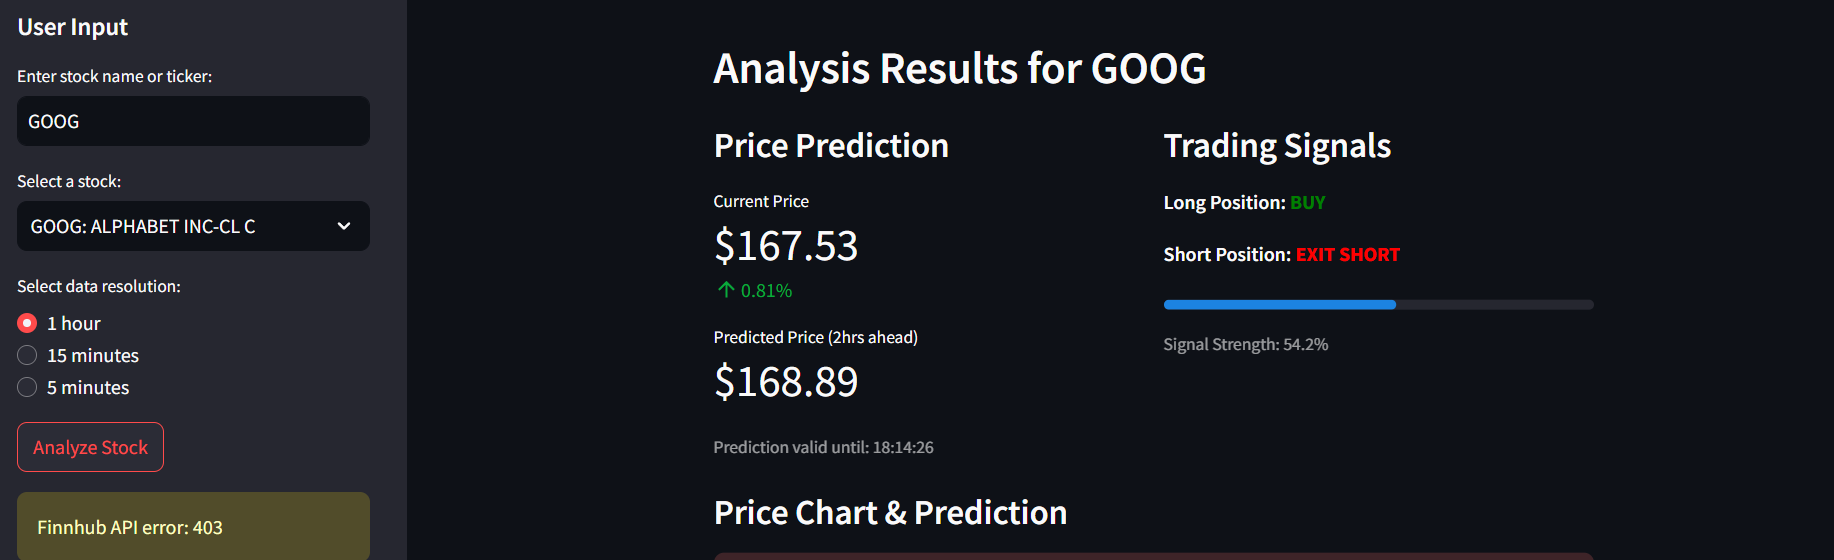 User Input
Enter stock name or ticker:
GOOG
Select a stock:
GOOG: ALPHABET INC-CL C
Select data resolution:
1 hour
15 minutes
5 minutes
Analyze Stock
Finnhub API error: 403
Analysis Results for GOOG
Price Prediction
Current Price
$167.53
↑ 0.81%
Predicted Price (2hrs ahead)
$168.89
Prediction valid until: 18:14:26
Trading Signals
Long Position: BUY
Short Position: EXIT SHORT
Signal Strength: 54.2%
Price Chart & Prediction